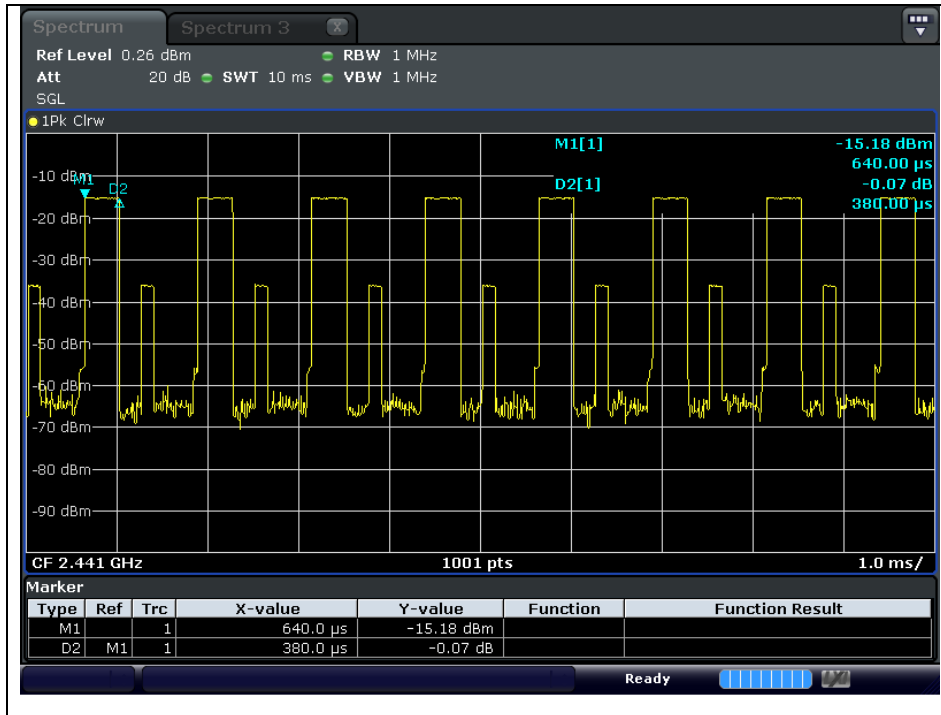 Spectrum Spectrum 3 X
Ref Level 0.26 dBm RBW 1 MHz
Att 20 dB SWT 10 ms VBW 1 MHz
SGL
1Pk Clrw
M1[1] -15.18 dBm
640.00 µs
D2[1] -0.07 dB
380.00 µs
-10 dBm
M1 D2
-20 dBm
-30 dBm
-40 dBm
-50 dBm
-60 dBm
-70 dBm
-80 dBm
-90 dBm
CF 2.441 GHz 1001 pts 1.0 ms/
Marker
Type Ref Trc X-value Y-value Function Function Result
M1 1 640.0 µs -15.18 dBm
D2 M1 1 380.0 µs -0.07 dB
Ready